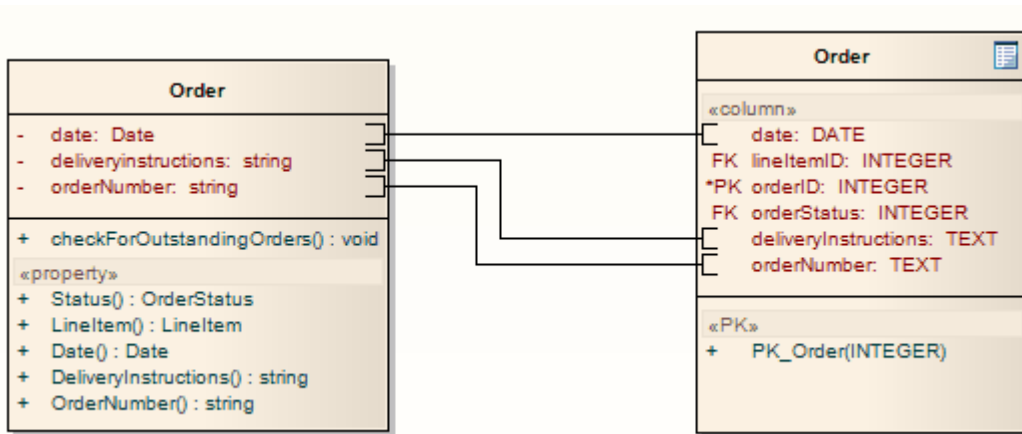 Order
- date: Date
- deliveryinstructions: string
- orderNumber: string
+ checkForOutstandingOrders() : void
«property»
+ Status() : OrderStatus
+ LineItem() : LineItem
+ Date() : Date
+ DeliveryInstructions() : string
+ OrderNumber() : string
Order
«column»
date: DATE
FK lineItemID: INTEGER
*PK orderID: INTEGER
FK orderStatus: INTEGER
deliveryInstructions: TEXT
orderNumber: TEXT
«PK»
+ PK_Order(INTEGER)